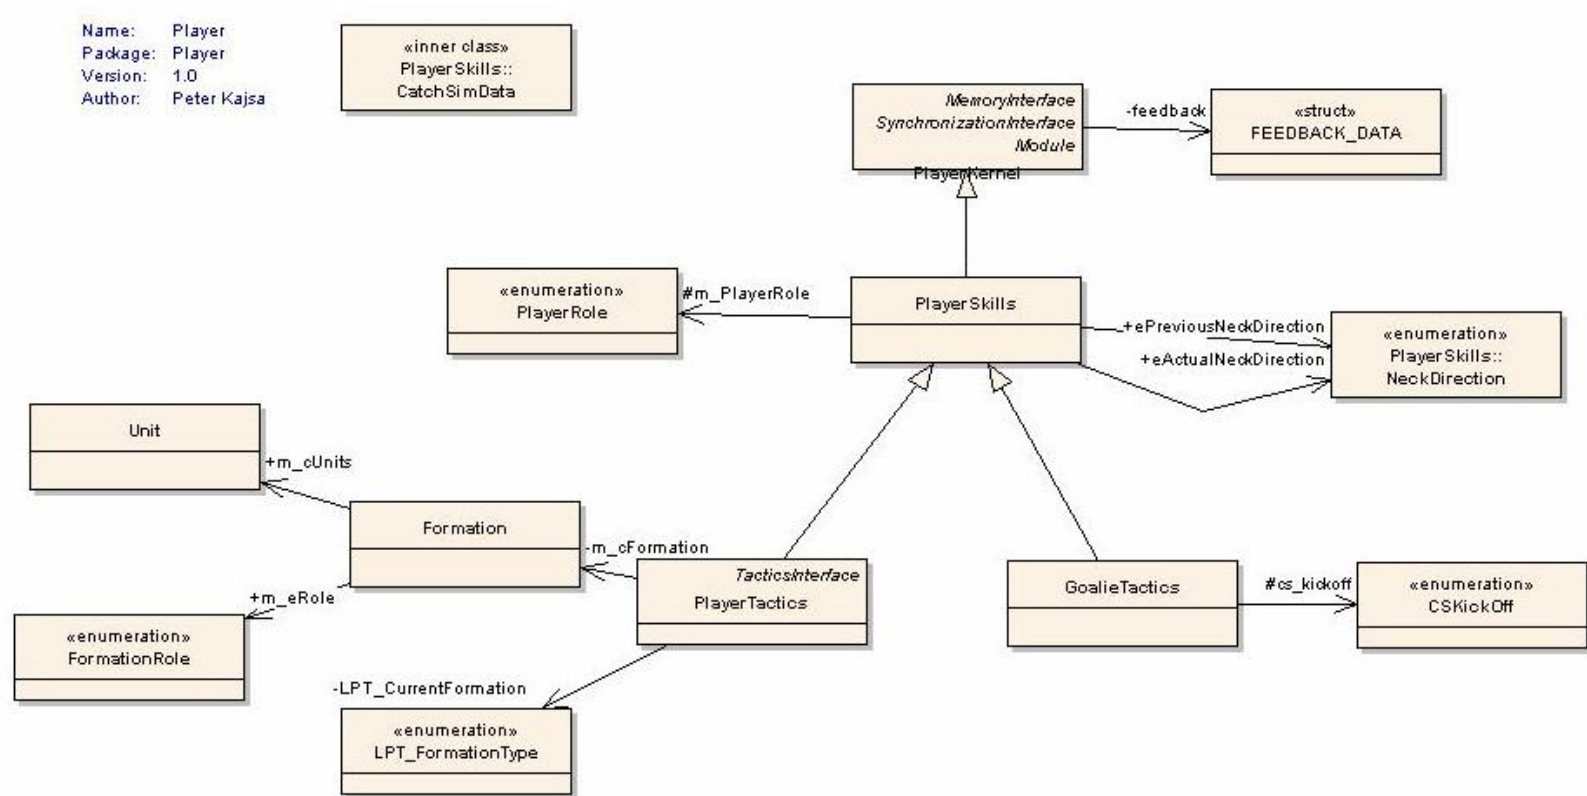 Name: Player
Package: Player
Version: 1.0
Author: Peter Kajsa
«inner class»
PlayerSkills::
CatchSimData
IMemoryInterface
SynchronizationInterface
IModule
PlayerKernel
-feedback
«struct»
FEEDBACK_DATA
«enumeration»
PlayerRole
#m_PlayerRole
PlayerSkills
+ePreviousNeckDirection
+eActualNeckDirection
«enumeration»
PlayerSkills::
NeckDirection
Unit
+m_cUnits
Formation
-m_cFormation
+m_eRole
«enumeration»
FormationRole
TacticsInterface
PlayerTactics
GoalieTactics
#cs_kickoff
«enumeration»
CSKickOff
-LPT_CurrentFormation
«enumeration»
LPT_FormationType